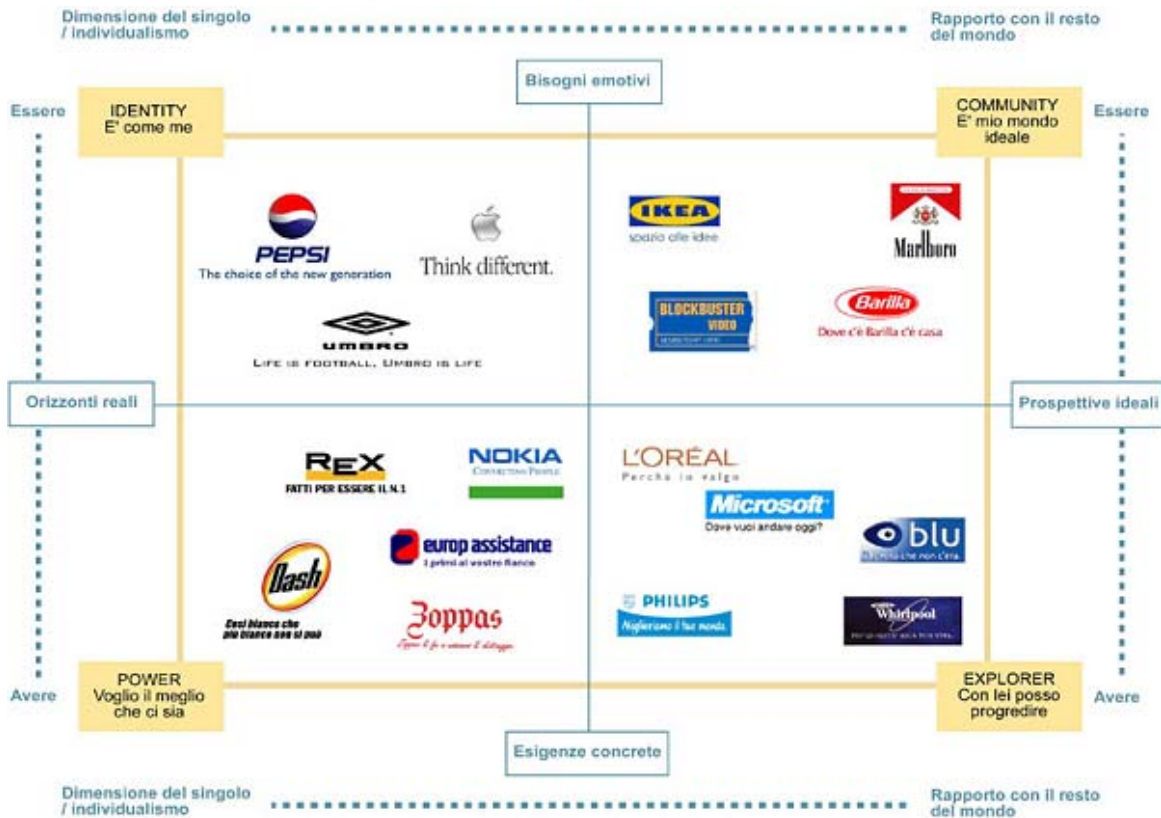 Dimensione del singolo
/ individualismo
Rapporto con il resto
del mondo
Bisogni emotivi
Essere
IDENTITY
E' come me
COMMUNITY
E' mio mondo
ideale
Essere
PEPSI
The choice of the new generation
Think different.
IKEA
spazio alle idee
Marlboro
UMBRO
LIFE IS FOOTBALL, UMBRO IS LIFE
BLOCKBUSTER
VIDEO
Barilla
Dove c'è Barilla c'è casa
Orizzonti reali
Prospettive ideali
REX
FATTI PER ESSERE IL N.1
NOKIA
CONNECTING PEOPLE
L'ORÉAL
Perchè io valgo
Microsoft
Dove vuoi andare oggi?
blu
che non c'era.
europ assistance
I primi al vostro fianco
Dash
Così bianco che
più bianco non si può
Zoppas
PHILIPS
Miglioriamo il tuo mondo.
Whirlpool
POWER
Voglio il meglio
che ci sia
EXPLORER
Con lei posso
progredire
Avere
Avere
Esigenze concrete
Dimensione del singolo
/ individualismo
Rapporto con il resto
del mondo